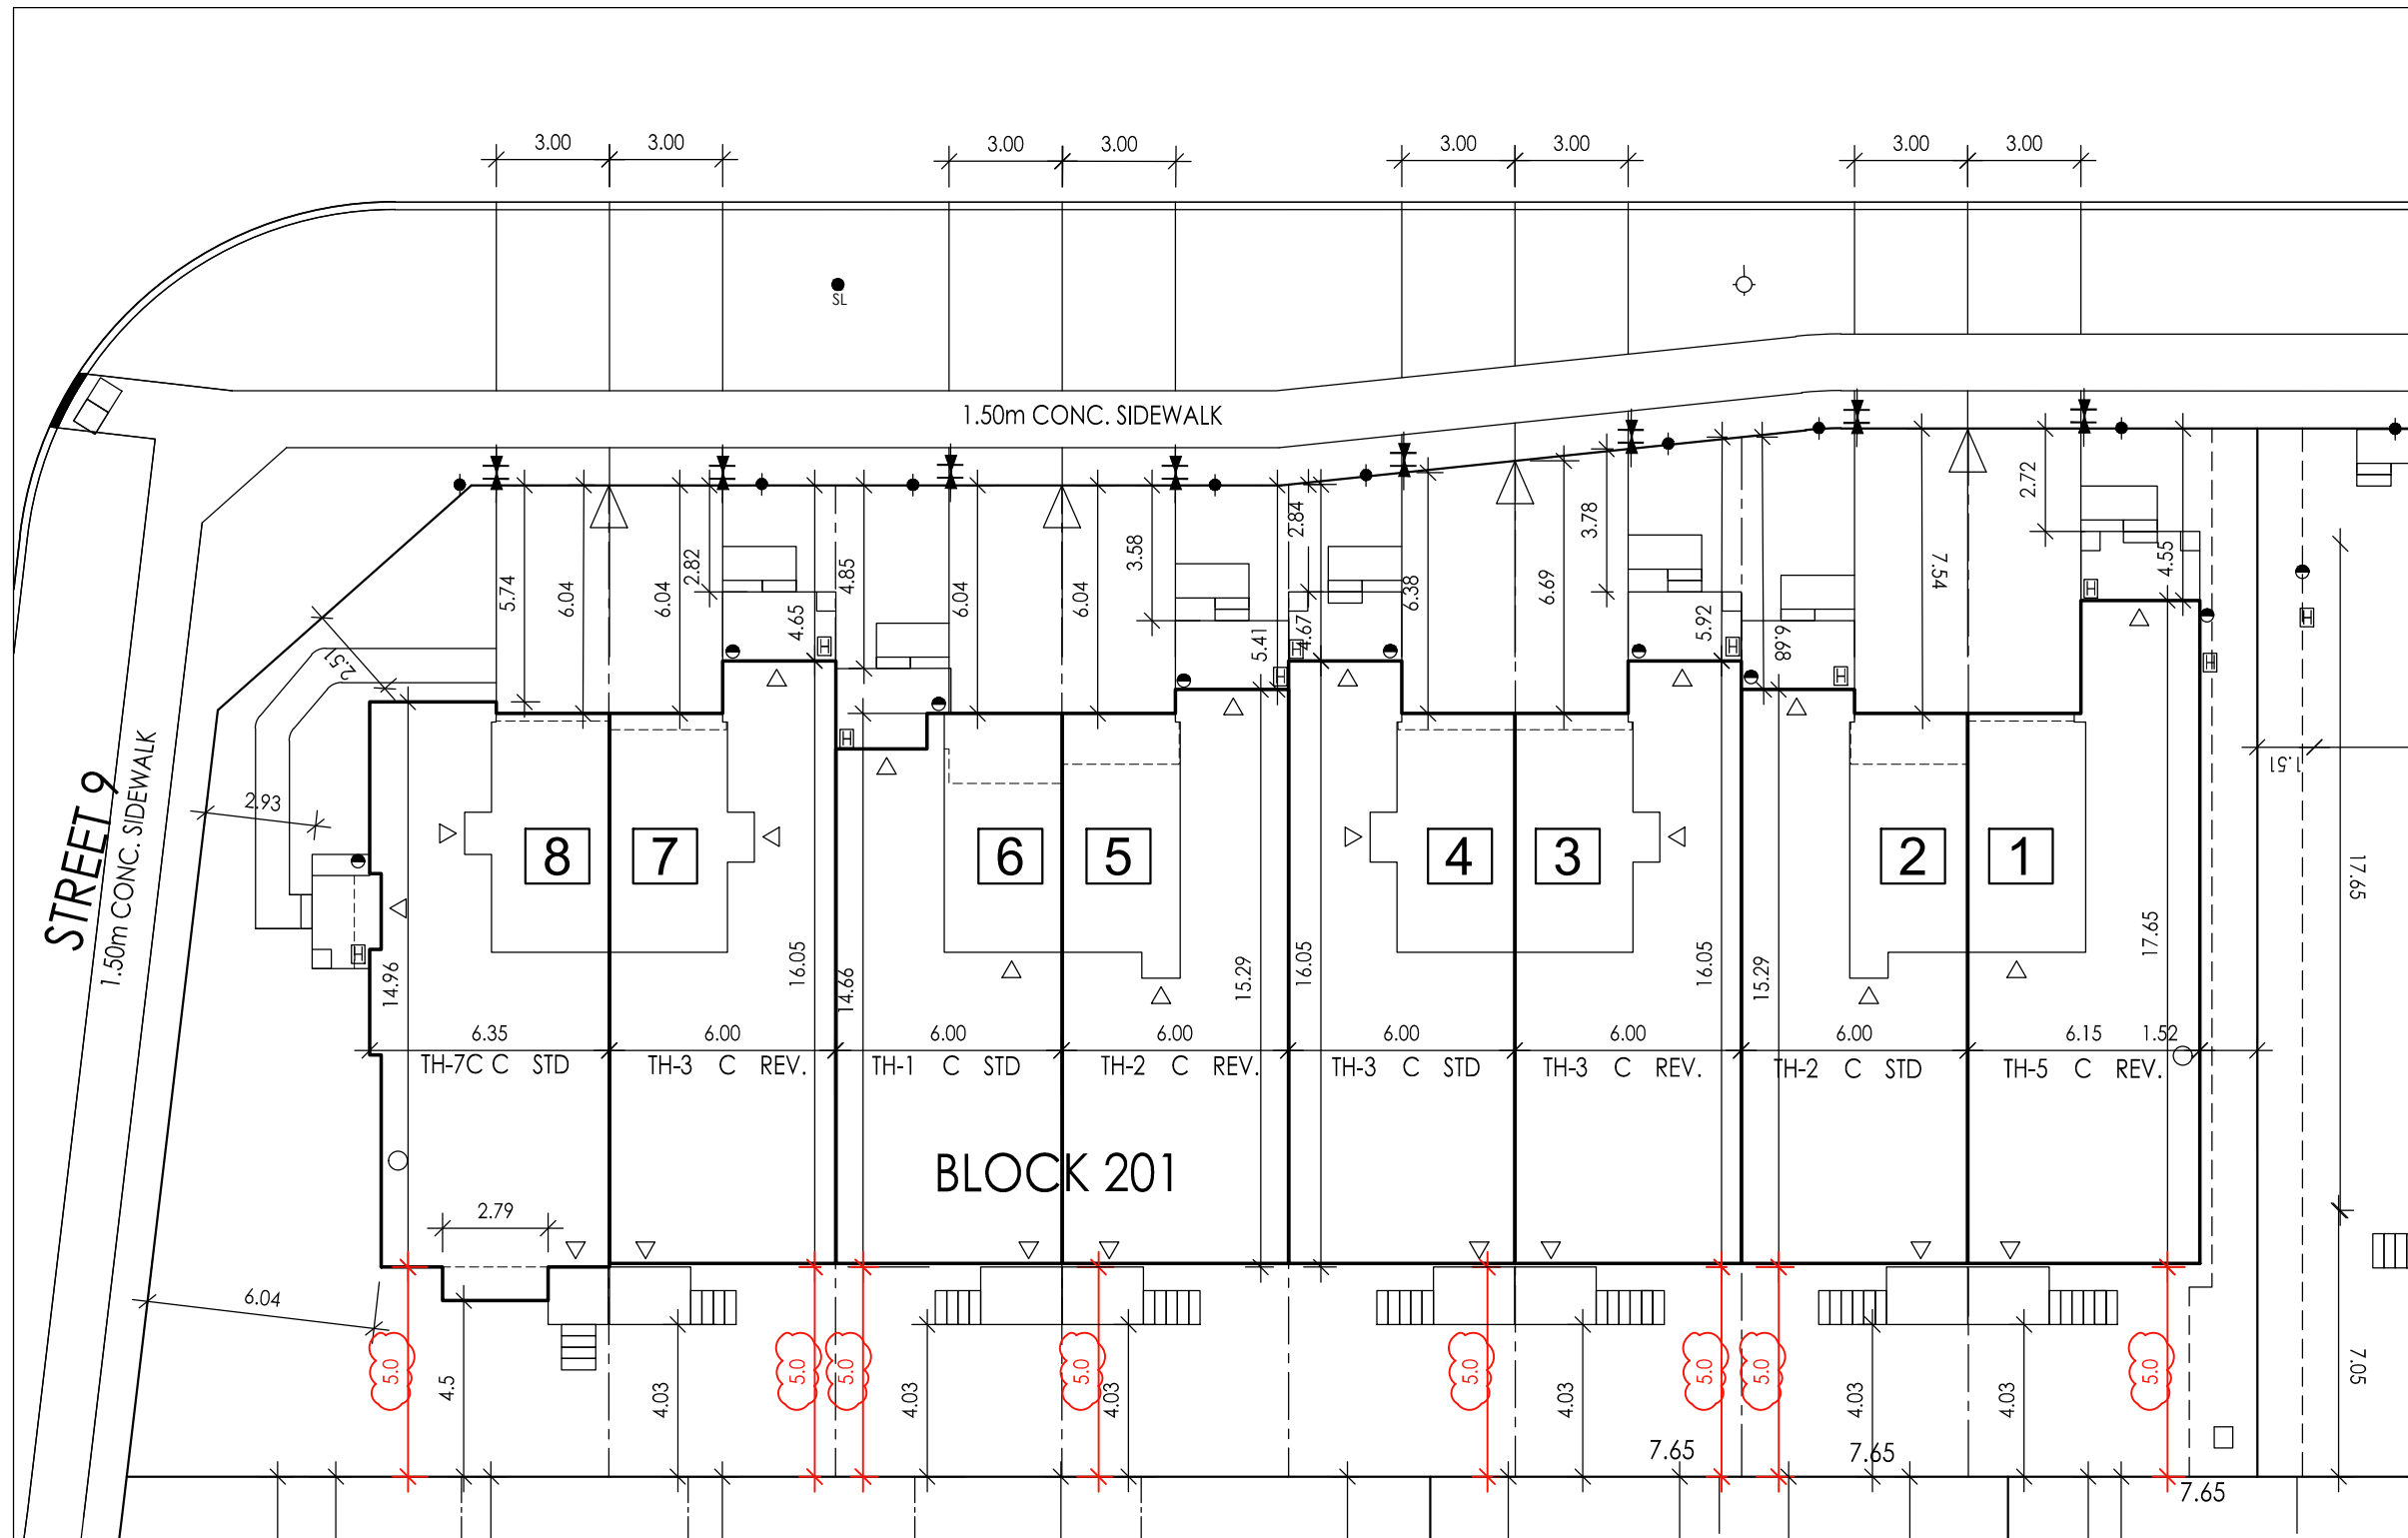 3.00 3.00 3.00 3.00 3.00 3.00 3.00 3.00
SL
1.50m CONC. SIDEWALK
2.72
2.84
3.78
3.58
2.82
4.85
7.54
4.55
5.74
6.04
6.04
6.04
6.04
6.38
6.69
4.65
5.41
4.67
5.92
6.68
H H H H H H H H H H
2.51
1.51
STREET 9
1.50m CONC. SIDEWALK
2.93
8 7 6 5 4 3 2 1
17.65
17.65
H
14.96
16.05
14.66
15.29
16.05
16.05
15.29
6.35 6.00 6.00 6.00 6.00 6.00 6.00 6.15 1.52
TH-7C C STD TH-3 C REV. TH-1 C STD TH-2 C REV. TH-3 C STD TH-3 C REV. TH-2 C STD TH-5 C REV.
BLOCK 201
2.79
6.04
5.0 5.0 5.0 5.0 5.0 5.0 5.0 5.0
7.05
4.5
4.03 4.03 4.03 4.03 4.03 4.03
7.65 7.65
7.65